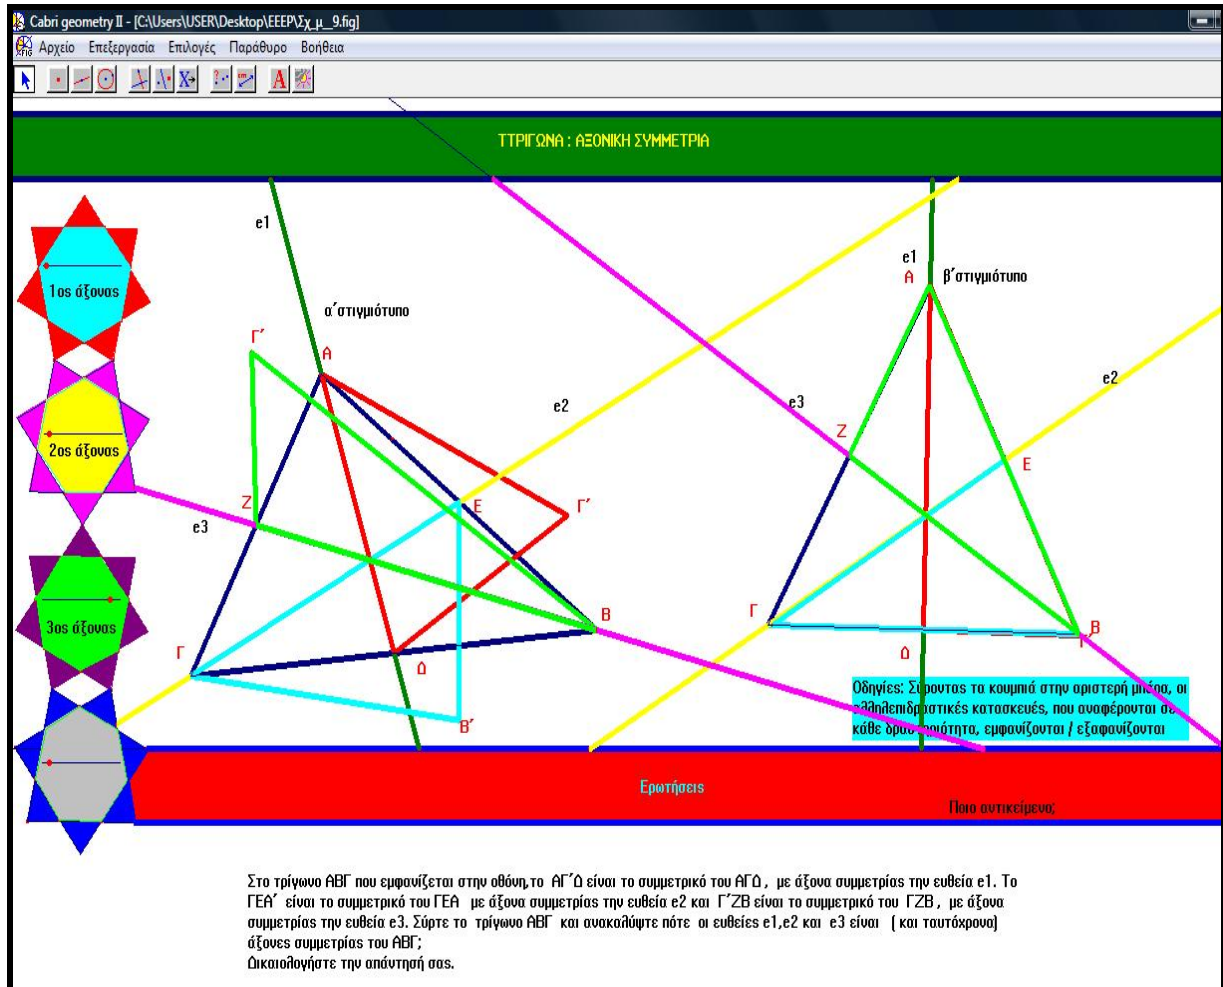 Cabri geometry II - [C:\Users\USER\Desktop\EEEP\Σχ_μ__9.fig]
Αρχείο Επεξεργασία Επιλογές Παράθυρο Βοήθεια
ΤΤΡΙΓΩΝΑ : ΑΞΟΝΙΚΗ ΣΥΜΜΕΤΡΙΑ
e1
e1
Α
β΄στιγμιότυπο
1ος άξονας
α΄στιγμιότυπο
Γ΄
Α
e2
e2
e3
Ζ
Ε
2ος άξονας
Ζ
Ε
Γ΄
e3
3ος άξονας
Β
Γ
Β
Γ
Δ
Δ
Β΄
Οδηγίες: Σύροντας τα κουμπιά στην αριστερή μπάρα, οι
αλληλεπιδραστικές κατασκευές, που αναφέρονται σε
κάθε δραστηριότητα, εμφανίζονται / εξαφανίζονται
Ερωτήσεις
Ποιο αντικείμενο;
Στο τρίγωνο ΑΒΓ που εμφανίζεται στην οθόνη,το ΑΓ΄Δ είναι το συμμετρικό του ΑΓΔ , με άξονα συμμετρίας την ευθεία e1. Το
ΓΕΑ΄ είναι το συμμετρικό του ΓΕΑ με άξονα συμμετρίας την ευθεία e2 και Γ΄ΖΒ είναι το συμμετρικό του ΓΖΒ , με άξονα
συμμετρίας την ευθεία e3. Σύρτε το τρίγωνο ΑΒΓ και ανακαλύψτε πότε οι ευθείες e1,e2 και e3 είναι ( και ταυτόχρονα)
άξονες συμμετρίας του ΑΒΓ;
Δικαιολογήστε την απάντησή σας.